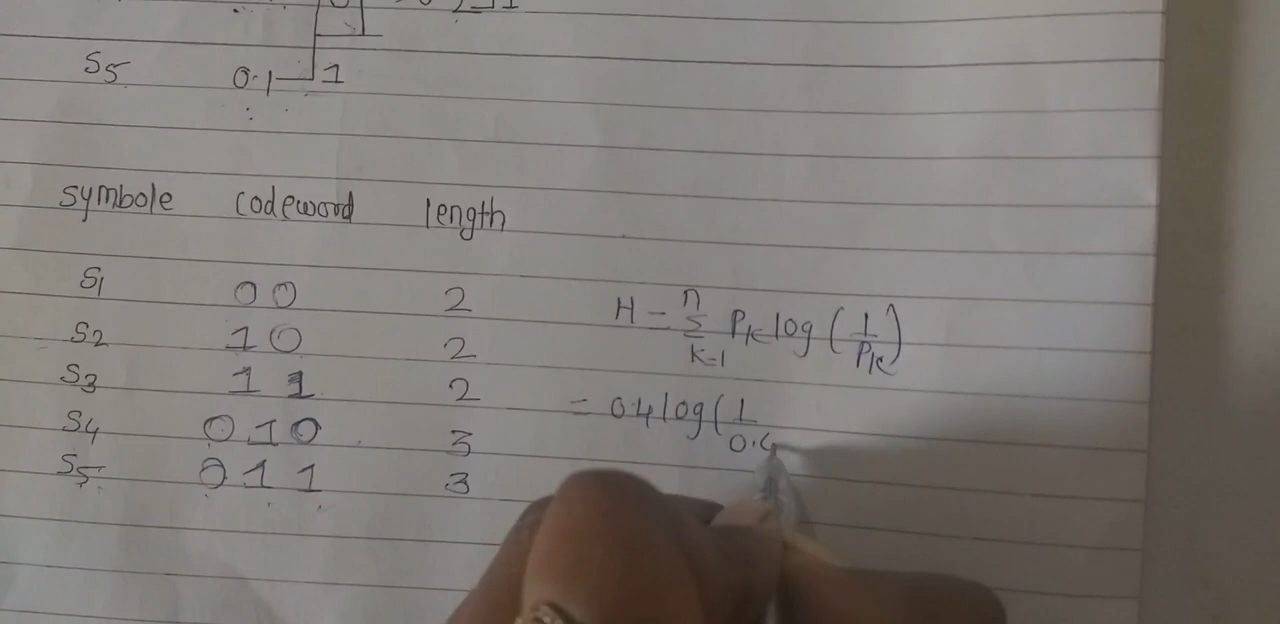 S5 0.1 1
symbole codeword length
S1 00 2
S2 10 2
S3 11 2
S4 010 3
S5 011 3
H = n Σ k=1 Pk log (1/Pk)
= 0.4 log (1/0.4